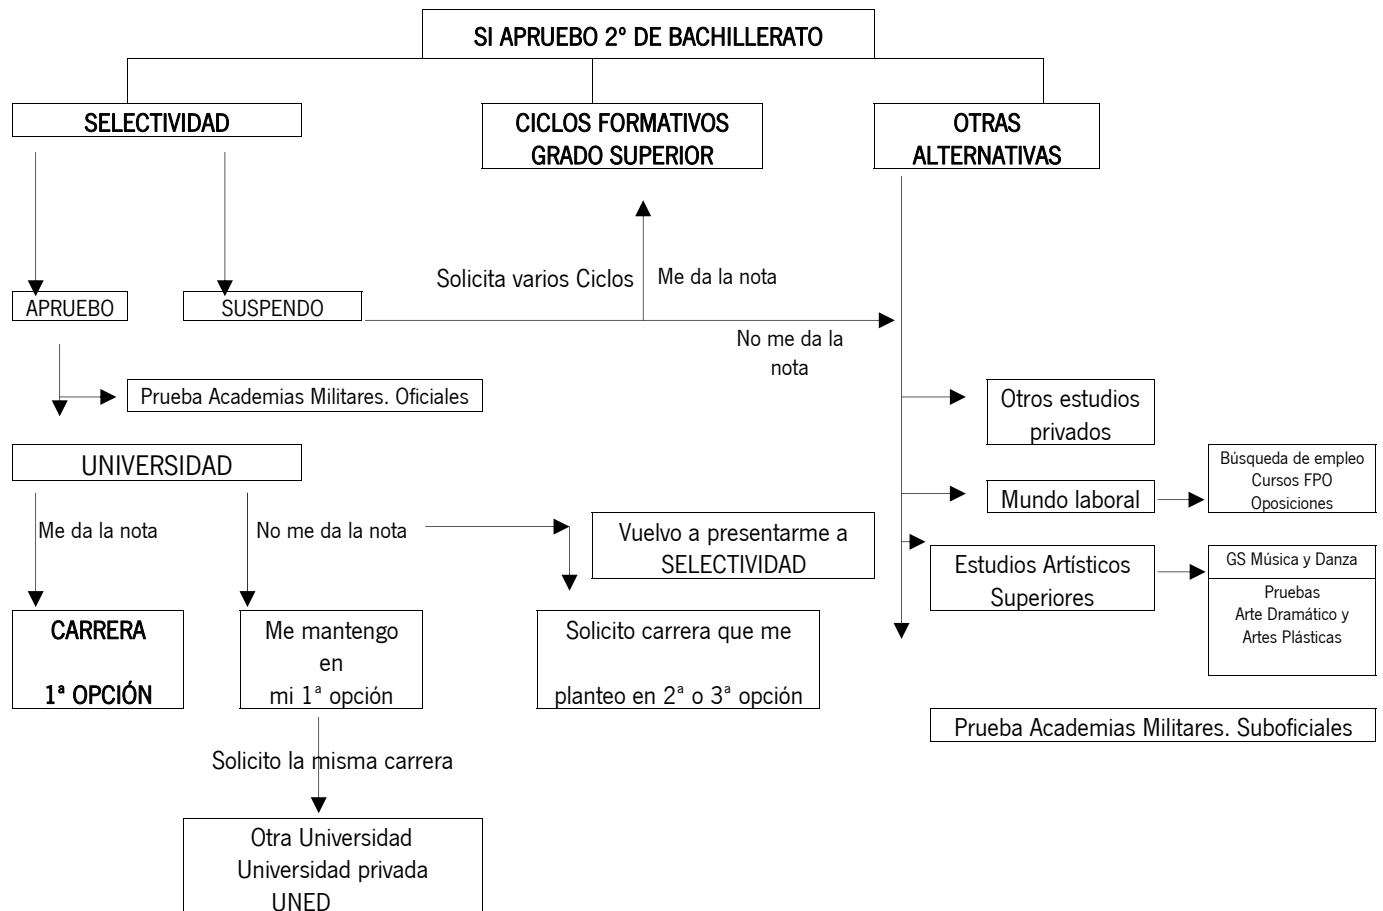 SI APRUEBO 2º DE BACHILLERATO
SELECTIVIDAD
CICLOS FORMATIVOS
GRADO SUPERIOR
OTRAS
ALTERNATIVAS
Solicita varios Ciclos
Me da la nota
APRUEBO
SUSPENDO
No me da la
nota
Prueba Academias Militares. Oficiales
Otros estudios
privados
UNIVERSIDAD
Búsqueda de empleo
Cursos FPO
Oposiciones
Mundo laboral
Me da la nota
No me da la nota
Vuelvo a presentarme a
SELECTIVIDAD
Estudios Artísticos
Superiores
GS Música y Danza
Pruebas
Arte Dramático y
Artes Plásticas
CARRERA
1ª OPCIÓN
Me mantengo
en
mi 1ª opción
Solicito carrera que me
planteo en 2ª o 3ª opción
Prueba Academias Militares. Suboficiales
Solicito la misma carrera
Otra Universidad
Universidad privada
UNED